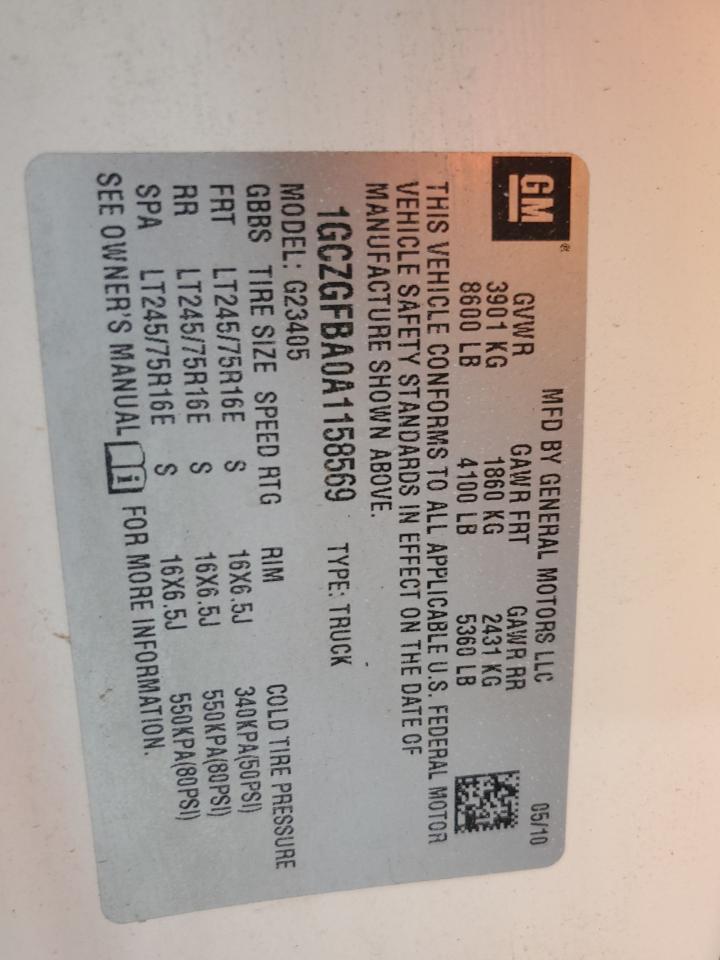 GM®
MFD BY GENERAL MOTORS LLC 05/10
GVWR GAWR FRT GAWR RR
3901 KG 1860 KG 2431 KG
8600 LB 4100 LB 5360 LB
THIS VEHICLE CONFORMS TO ALL APPLICABLE U.S. FEDERAL MOTOR
VEHICLE SAFETY STANDARDS IN EFFECT ON THE DATE OF
MANUFACTURE SHOWN ABOVE.
1GCZGFBA0A1158569 TYPE: TRUCK
MODEL: G23405
GBBS TIRE SIZE SPEED RTG RIM COLD TIRE PRESSURE
FRT LT245/75R16E S 16X6.5J 340KPA(50PSI)
RR LT245/75R16E S 16X6.5J 550KPA(80PSI)
SPA LT245/75R16E S 16X6.5J 550KPA(80PSI)
SEE OWNER'S MANUAL i FOR MORE INFORMATION.